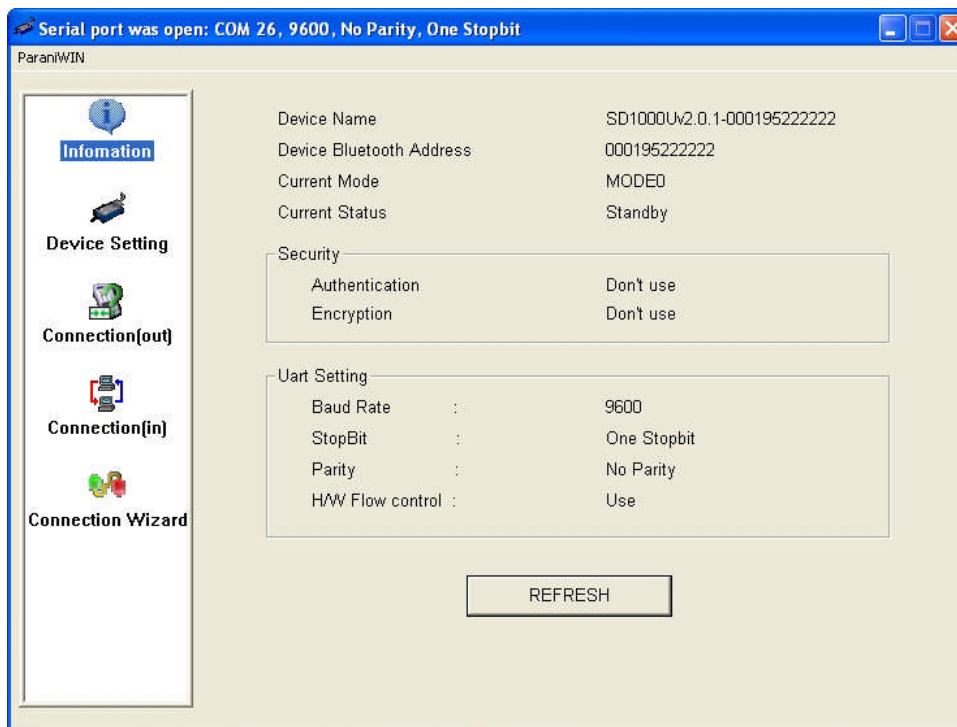 Serial port was open: COM 26, 9600, No Parity, One Stopbit
ParaniWIN
Infomation
Device Setting
Connection(out)
Connection(in)
Connection Wizard
Device Name SD1000Uv2.0.1-000195222222
Device Bluetooth Address 000195222222
Current Mode MODE0
Current Status Standby
Security
Authentication Don't use
Encryption Don't use
Uart Setting
Baud Rate : 9600
StopBit : One Stopbit
Parity : No Parity
H/W Flow control : Use
REFRESH